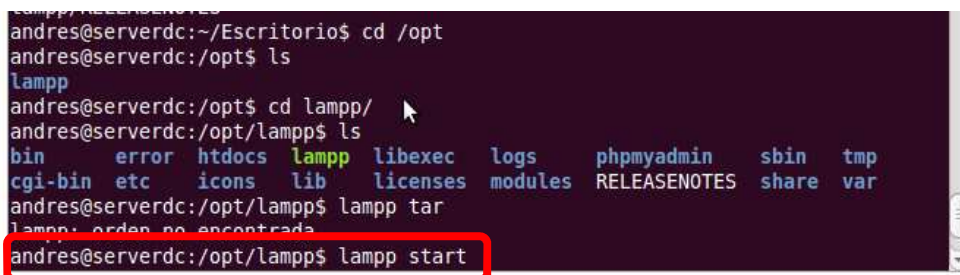 lampp/RELEASENOTES
andres@serverdc:~/Escritorio$ cd /opt
andres@serverdc:/opt$ ls
lampp
andres@serverdc:/opt$ cd lampp/
andres@serverdc:/opt/lampp$ ls
bin error htdocs lampp libexec logs phpmyadmin sbin tmp
cgi-bin etc icons lib licenses modules RELEASENOTES share var
andres@serverdc:/opt/lampp$ lampp tar
lampp: orden no encontrada
andres@serverdc:/opt/lampp$ lampp start